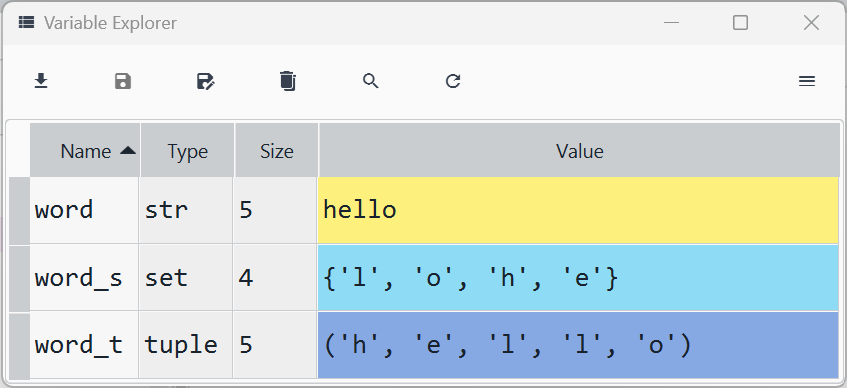 Variable Explorer
Name Type Size Value
word str 5 hello
word_s set 4 {'l', 'o', 'h', 'e'}
word_t tuple 5 ('h', 'e', 'l', 'l', 'o')